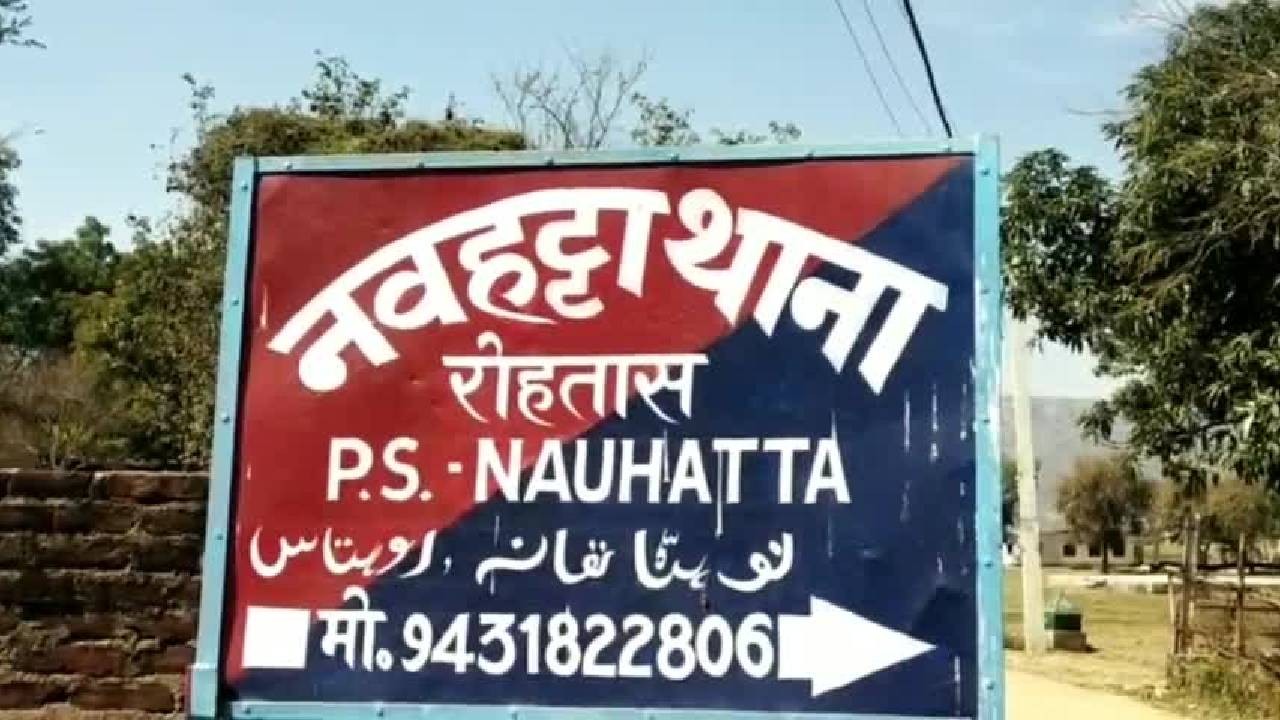 नवहट्टा थाना
रोहतास
P.S. - NAUHATTA
نوہٹا تھانہ، روہتاس
मो. 9431822806